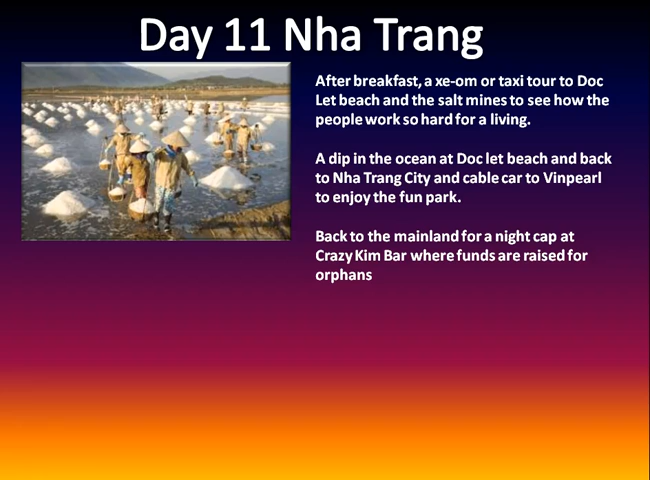 Day 11 Nha Trang
After breakfast, a xe-om or taxi tour to Doc
Let beach and the salt mines to see how the
people work so hard for a living.
A dip in the ocean at Doc let beach and back
to Nha Trang City and cable car to Vinpearl
to enjoy the fun park.
Back to the mainland for a night cap at
Crazy Kim Bar where funds are raised for
orphans